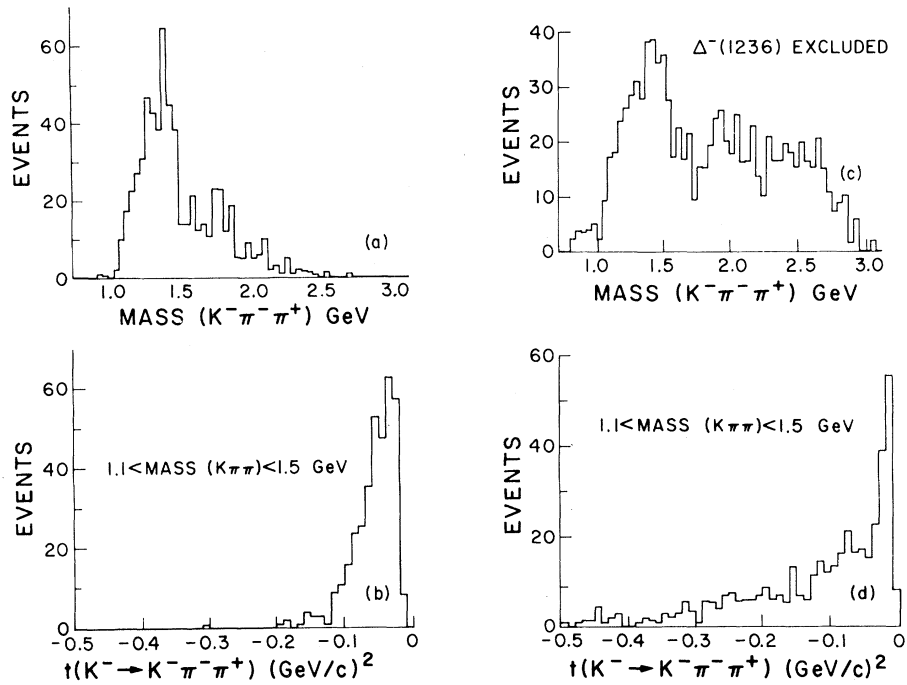 EVENTS
60
40
20
0
1.0 1.5 2.0 2.5 3.0
(a)
MASS (K⁻π⁻π⁺) GeV
Δ⁻(1236) EXCLUDED
EVENTS
40
30
20
10
0
1.0 1.5 2.0 2.5 3.0
(c)
MASS (K⁻π⁻π⁺) GeV
EVENTS
60
40
20
0
1.1<MASS (Kππ)<1.5 GeV
(b)
-0.5 -0.4 -0.3 -0.2 -0.1 0
t(K⁻→K⁻π⁻π⁺) (GeV/c)²
EVENTS
60
40
20
0
1.1<MASS (Kππ)<1.5 GeV
(d)
-0.5 -0.4 -0.3 -0.2 -0.1 0
t(K⁻→K⁻π⁻π⁺) (GeV/c)²